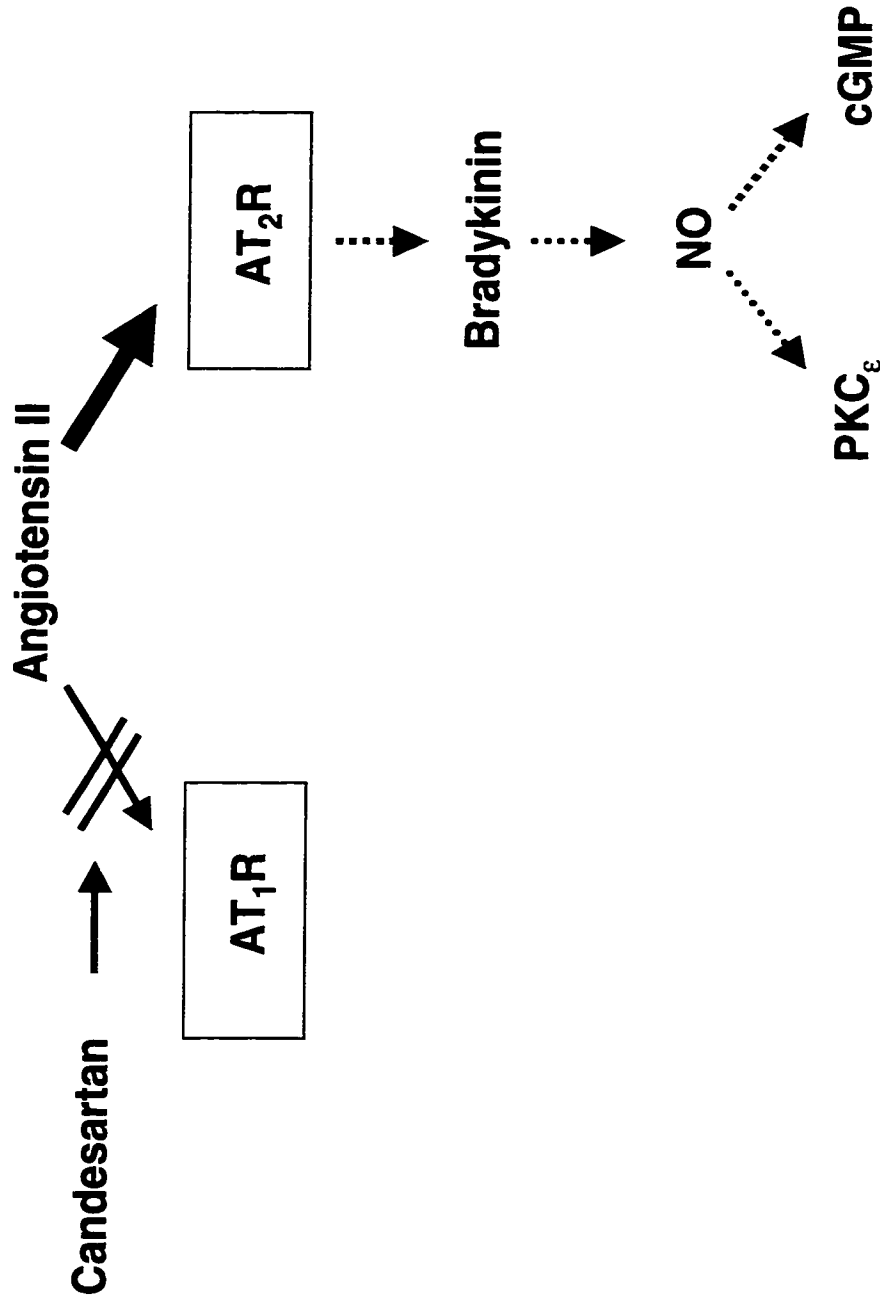 Angiotensin II
Candesartan
AT₁R
AT₂R
Bradykinin
NO
PKCε
cGMP